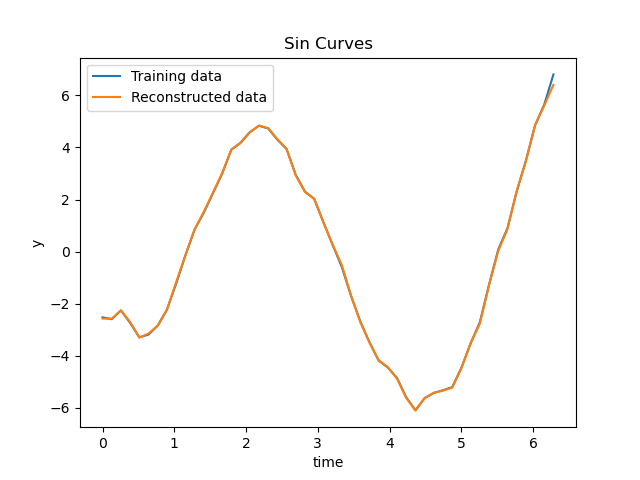 Sin Curves
Training data
Reconstructed data
6
4
2
0
−2
−4
−6
y
0 1 2 3 4 5 6
time